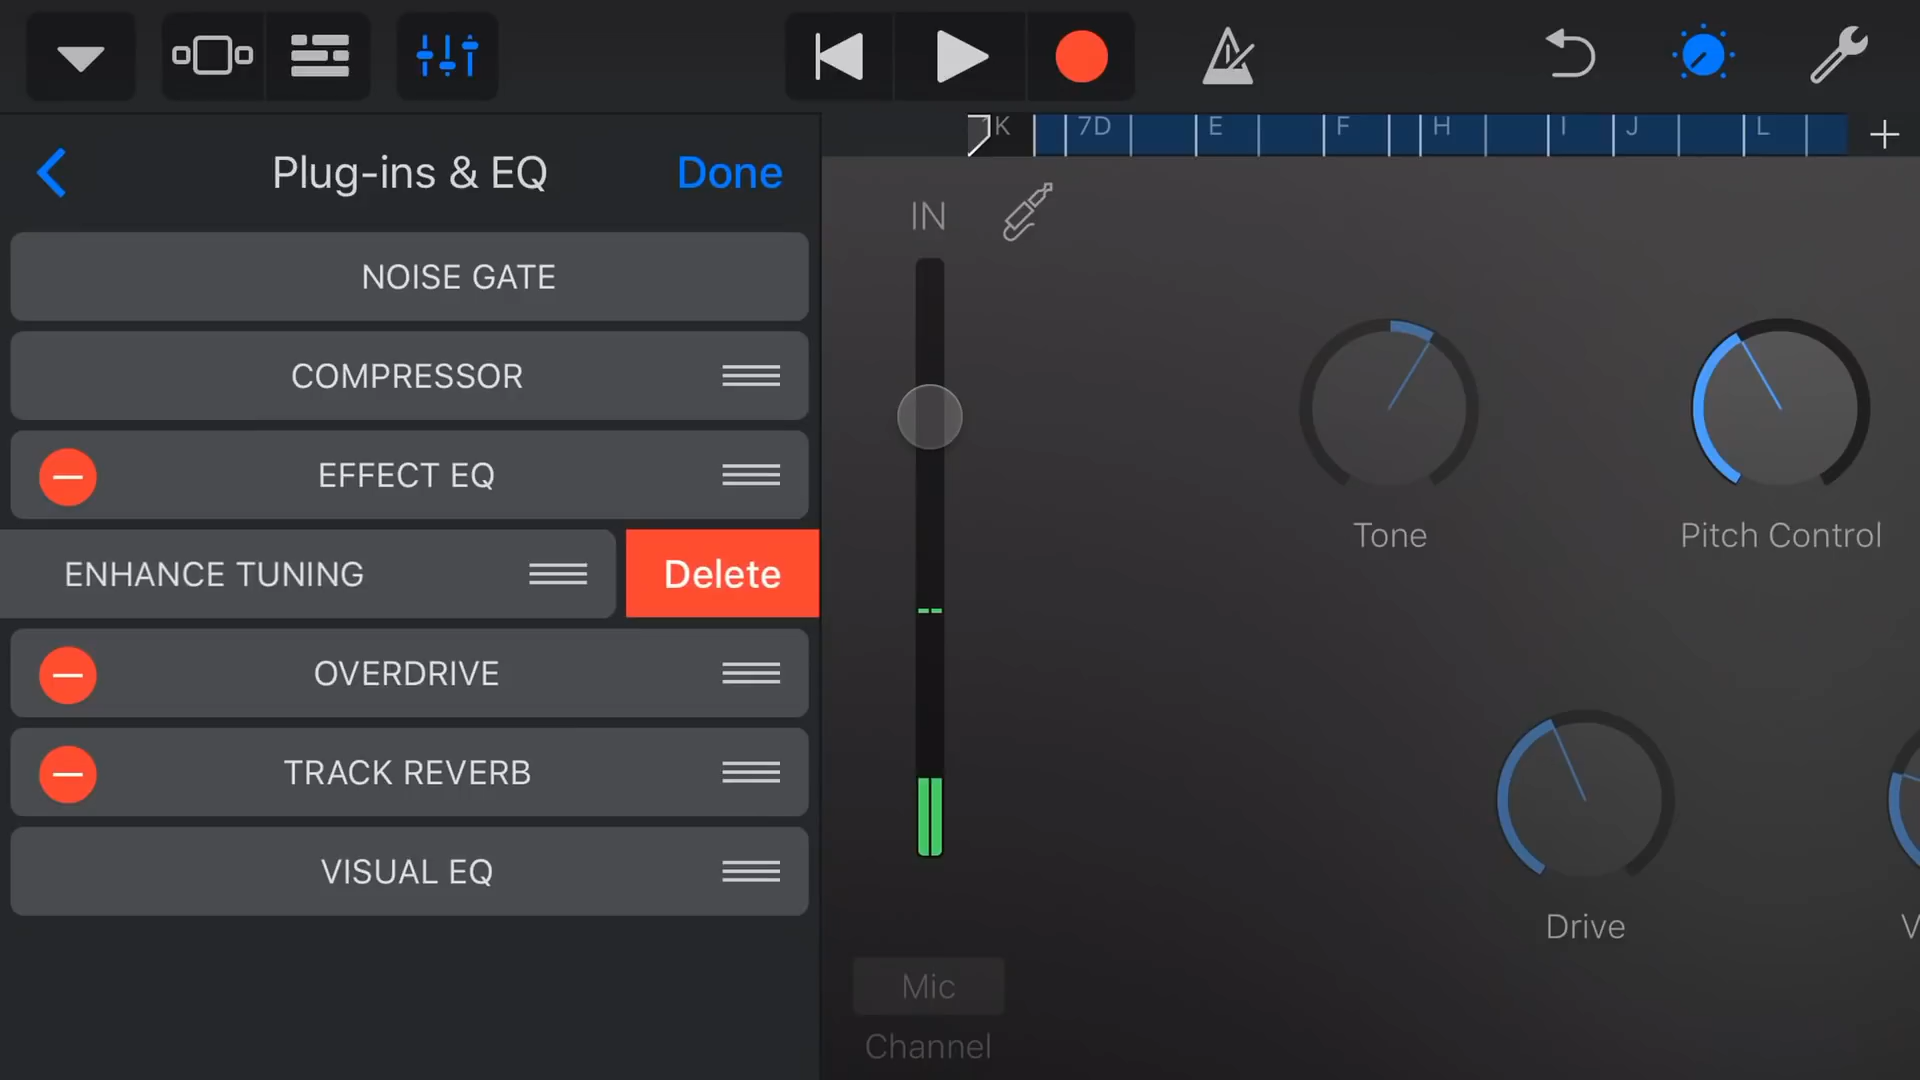 K 7D E F H I J L
Plug-ins & EQ Done
IN
NOISE GATE
COMPRESSOR
EFFECT EQ
ENHANCE TUNING Delete
OVERDRIVE
TRACK REVERB
VISUAL EQ
Tone
Pitch Control
Drive
V
Mic
Channel